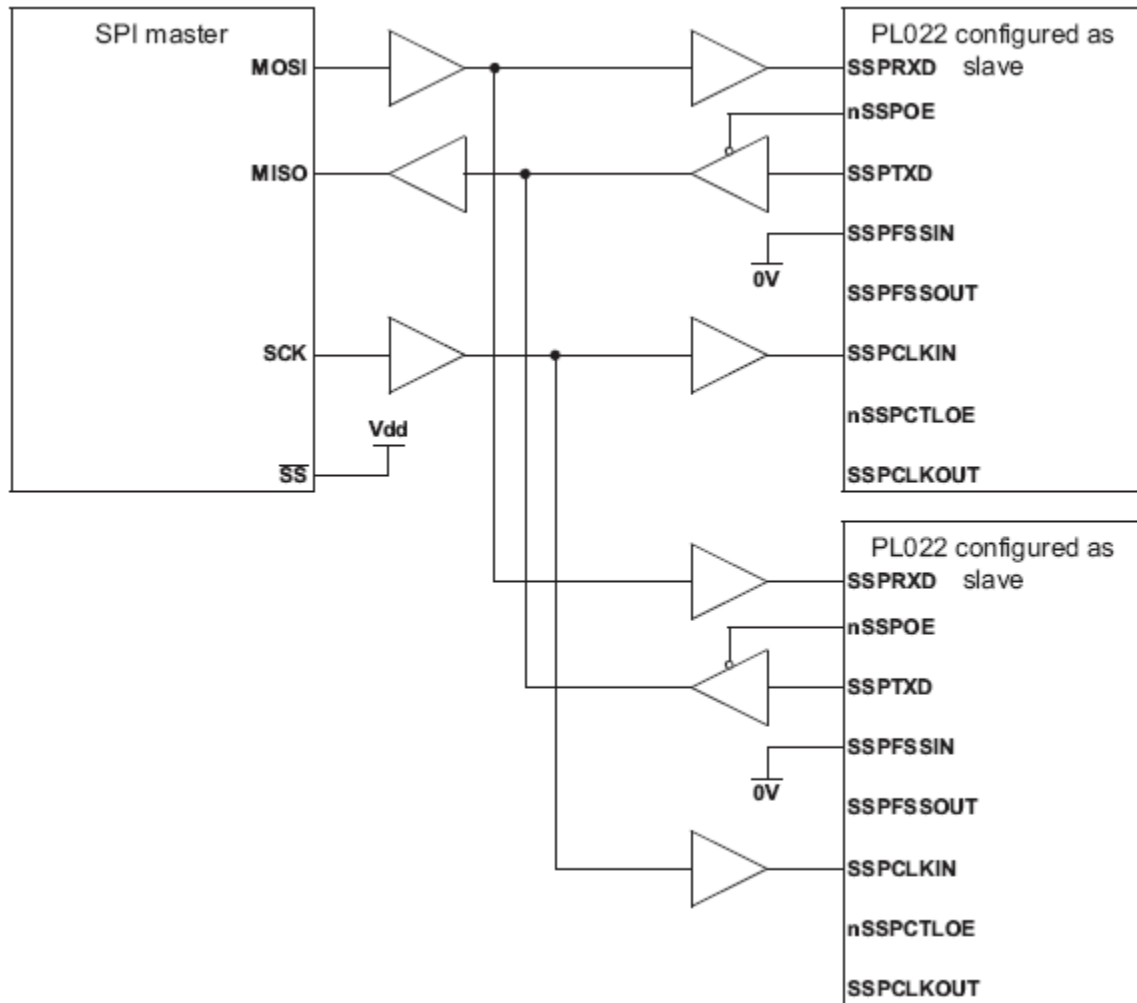 SPI master
MOSI
MISO
SCK
Vdd
SS
PL022 configured as
SSPRXD slave
nSSPOE
SSPTXD
SSPFSSIN
0V
SSPFSSOUT
SSPCLKIN
nSSPCTLOE
SSPCLKOUT
PL022 configured as
SSPRXD slave
nSSPOE
SSPTXD
SSPFSSIN
0V
SSPFSSOUT
SSPCLKIN
nSSPCTLOE
SSPCLKOUT